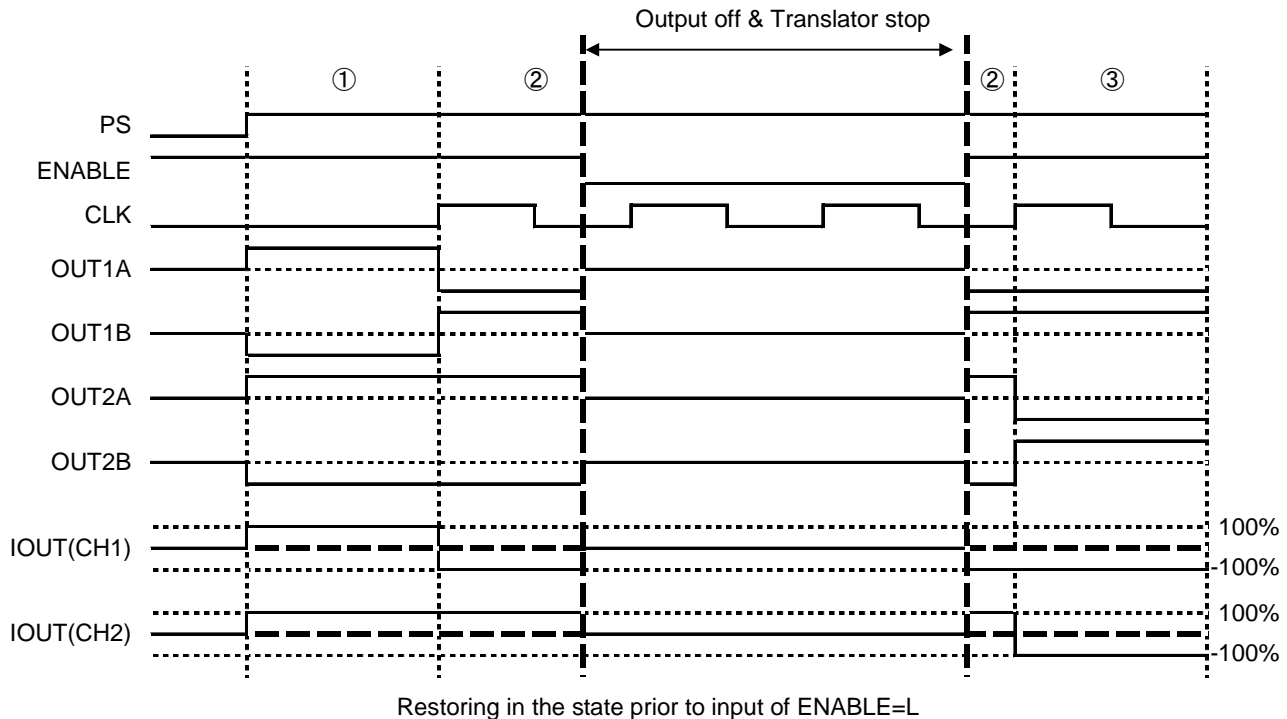 Output off & Translator stop
① ② ② ③
PS
ENABLE
CLK
OUT1A
OUT1B
OUT2A
OUT2B
100%
IOUT(CH1)
-100%
100%
IOUT(CH2)
-100%
Restoring in the state prior to input of ENABLE=L